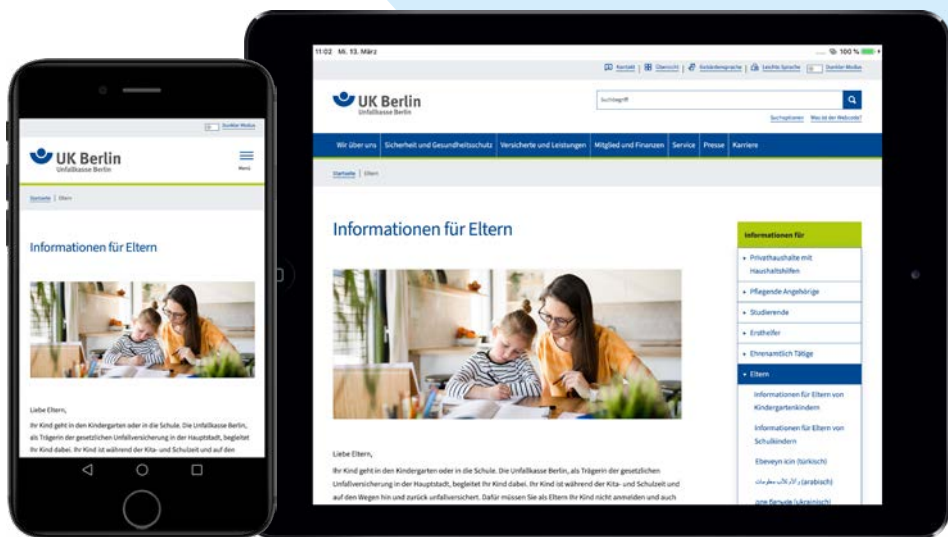 Dunkler Modus
UK Berlin
Unfallkasse Berlin
Menü
Startseite | Eltern
Informationen für Eltern
Liebe Eltern,
Ihr Kind geht in den Kindergarten oder in die Schule. Die Unfallkasse Berlin,
als Trägerin der gesetzlichen Unfallversicherung in der Hauptstadt, begleitet
Ihr Kind dabei. Ihr Kind ist während der Kita- und Schulzeit und auf den
11:02 Mi. 13. März
100 %
Kontakt | Übersicht | Gebärdensprache | Leichte Sprache | Dunkler Modus
UK Berlin
Unfallkasse Berlin
Suchbegriff
Suchoptionen Was ist der Webcode?
Wir über uns Sicherheit und Gesundheitsschutz Versicherte und Leistungen Mitglied und Finanzen Service Presse Karriere
Startseite | Eltern
Informationen für Eltern
Liebe Eltern,
Ihr Kind geht in den Kindergarten oder in die Schule. Die Unfallkasse Berlin, als Trägerin der gesetzlichen
Unfallversicherung in der Hauptstadt, begleitet Ihr Kind dabei. Ihr Kind ist während der Kita- und Schulzeit und
auf den Wegen hin und zurück unfallversichert. Dafür müssen Sie als Eltern Ihr Kind nicht anmelden und auch
Informationen für
Privathaushalte mit
Haushaltshilfen
Pflegende Angehörige
Studierende
Ersthelfer
Ehrenamtlich Tätige
Eltern
Informationen für Eltern von
Kindergartenkindern
Informationen für Eltern von
Schulkindern
Ebeveyn icin (türkisch)
(arabisch)
(ukrainisch)